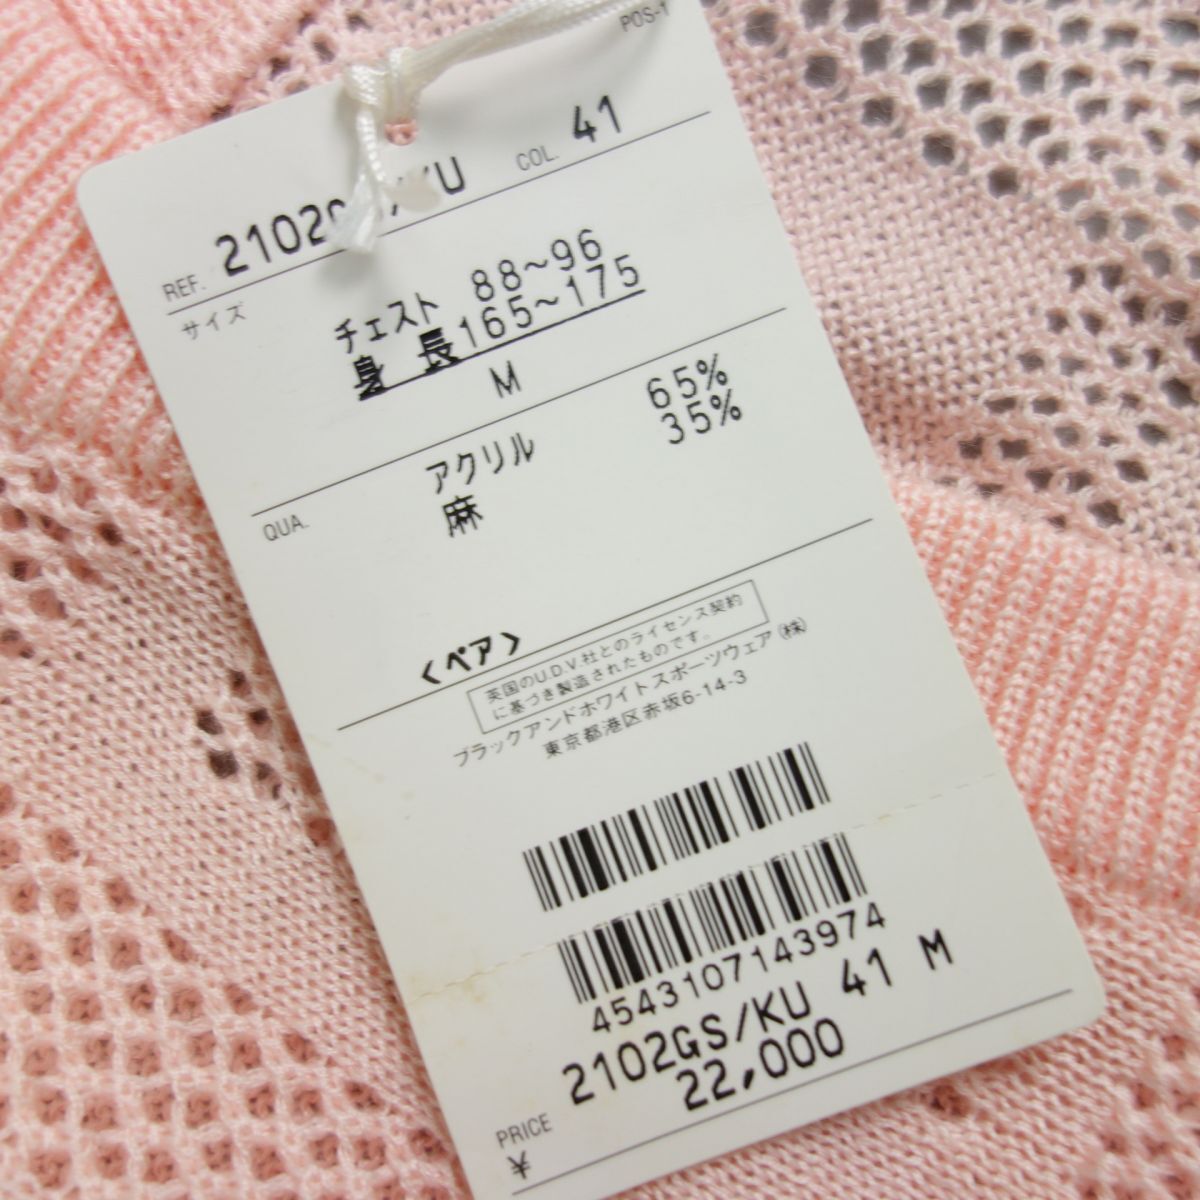 POS-1
REF. 2102GS/KU COL. 41
サイズ
チェスト 88~96
身 長165~175
M
QUA.
アクリル 65%
麻 35%
<ペア>
英国のU.D.V.社とのライセンス契約
に基づき製造されたものです。
ブラックアンドホワイトスポーツウェア(株)
東京都港区赤坂6-14-3
4543107143974
2102GS/KU 41 M
PRICE
¥ 22,000